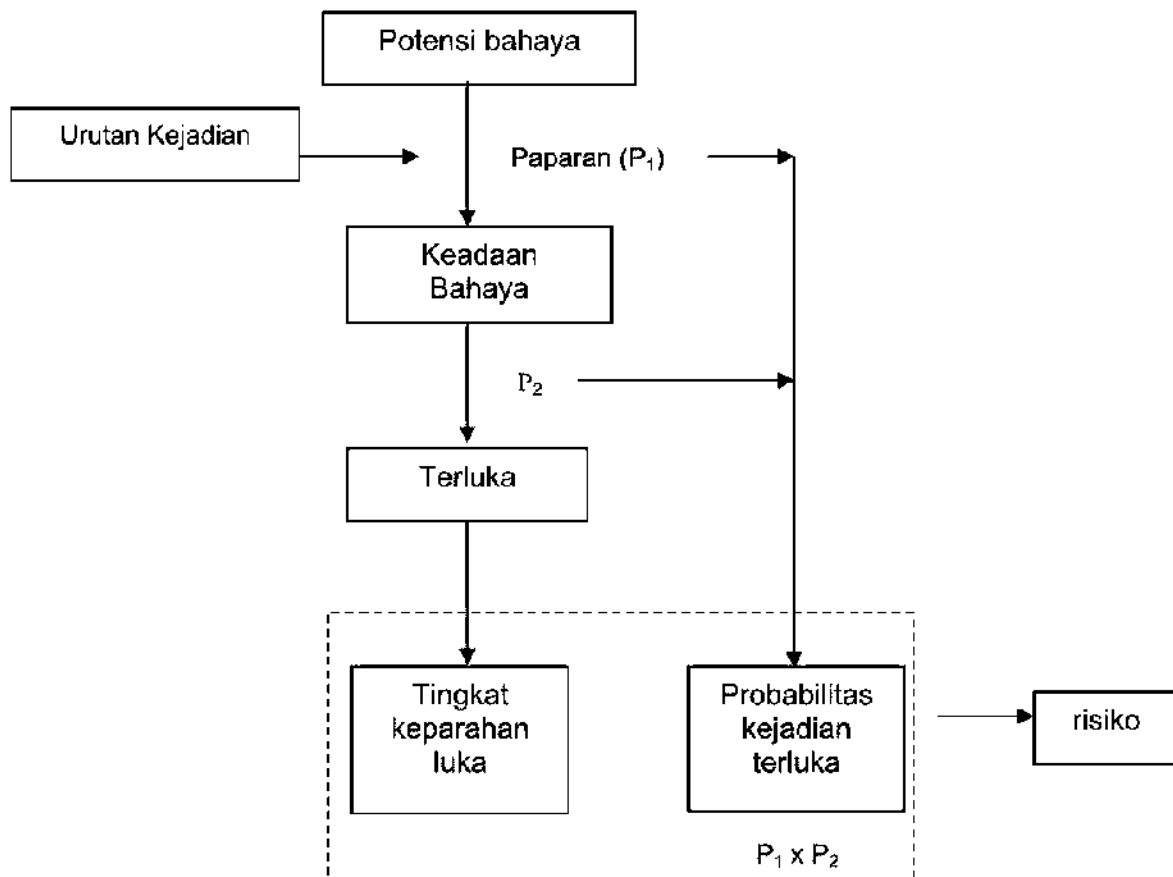 Potensi bahaya
Urutan Kejadian
Paparan (P₁)
Keadaan
Bahaya
P₂
Terluka
Tingkat
keparahan
luka
Probabilitas
kejadian
terluka
risiko
P₁ x P₂